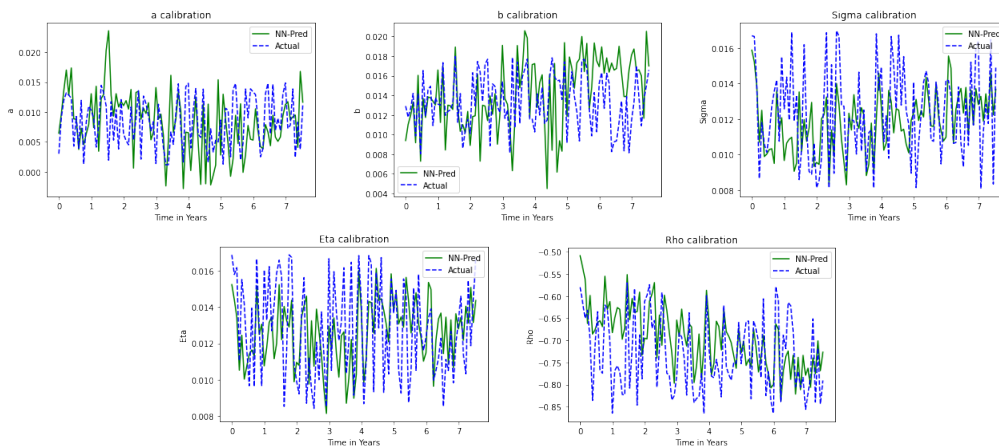 a calibration
NN-Pred
Actual
0.020
0.015
0.010
0.005
0.000
a
0 1 2 3 4 5 6 7
Time in Years
b calibration
0.020
0.018
0.016
0.014
0.012
0.010
0.008
0.006
0.004
b
NN-Pred
Actual
0 1 2 3 4 5 6 7
Time in Years
Sigma calibration
NN-Pred
Actual
0.016
0.014
0.012
0.010
0.008
Sigma
0 1 2 3 4 5 6 7
Time in Years
Eta calibration
NN-Pred
Actual
0.016
0.014
0.012
0.010
0.008
Eta
0 1 2 3 4 5 6 7
Time in Years
Rho calibration
NN-Pred
Actual
−0.50
−0.55
−0.60
−0.65
−0.70
−0.75
−0.80
−0.85
Rho
0 1 2 3 4 5 6 7
Time in Years